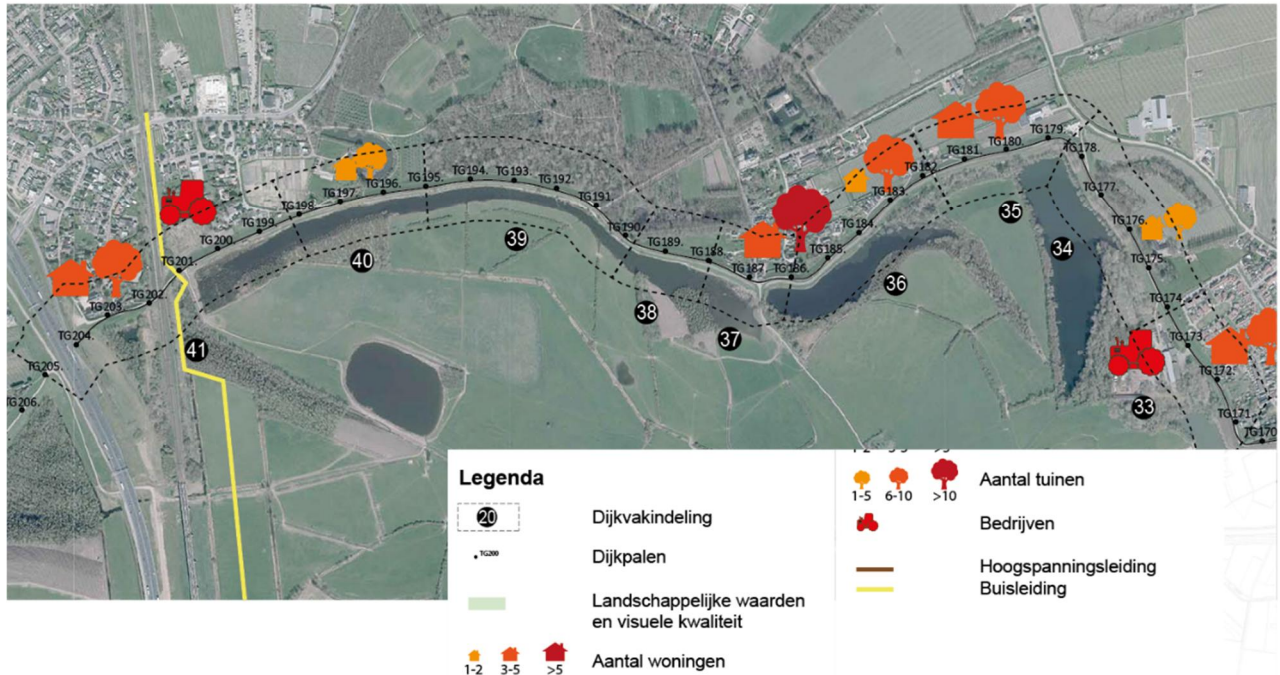 TG179.
TG180.
TG181.
TG178.
TG182.
TG195.
TG194.
TG193.
TG192.
TG197.
TG196.
TG183.
TG177.
TG191.
TG198.
35
TG199.
TG190.
TG184.
TG176.
39
TG200.
TG189.
TG185.
34
40
TG188.
TG175.
TG201.
TG187.
TG186.
36
TG202.
TG174.
TG203.
38
TG204.
37
TG173.
41
TG205.
TG172.
TG206.
33
TG171.
TG170
Legenda
20
Dijkvakindeling
TG200
Dijkpalen
Landschappelijke waarden
en visuele kwaliteit
1-2 3-5 >5
Aantal woningen
1-5 6-10 >10
Aantal tuinen
Bedrijven
Hoogspanningsleiding
Buisleiding